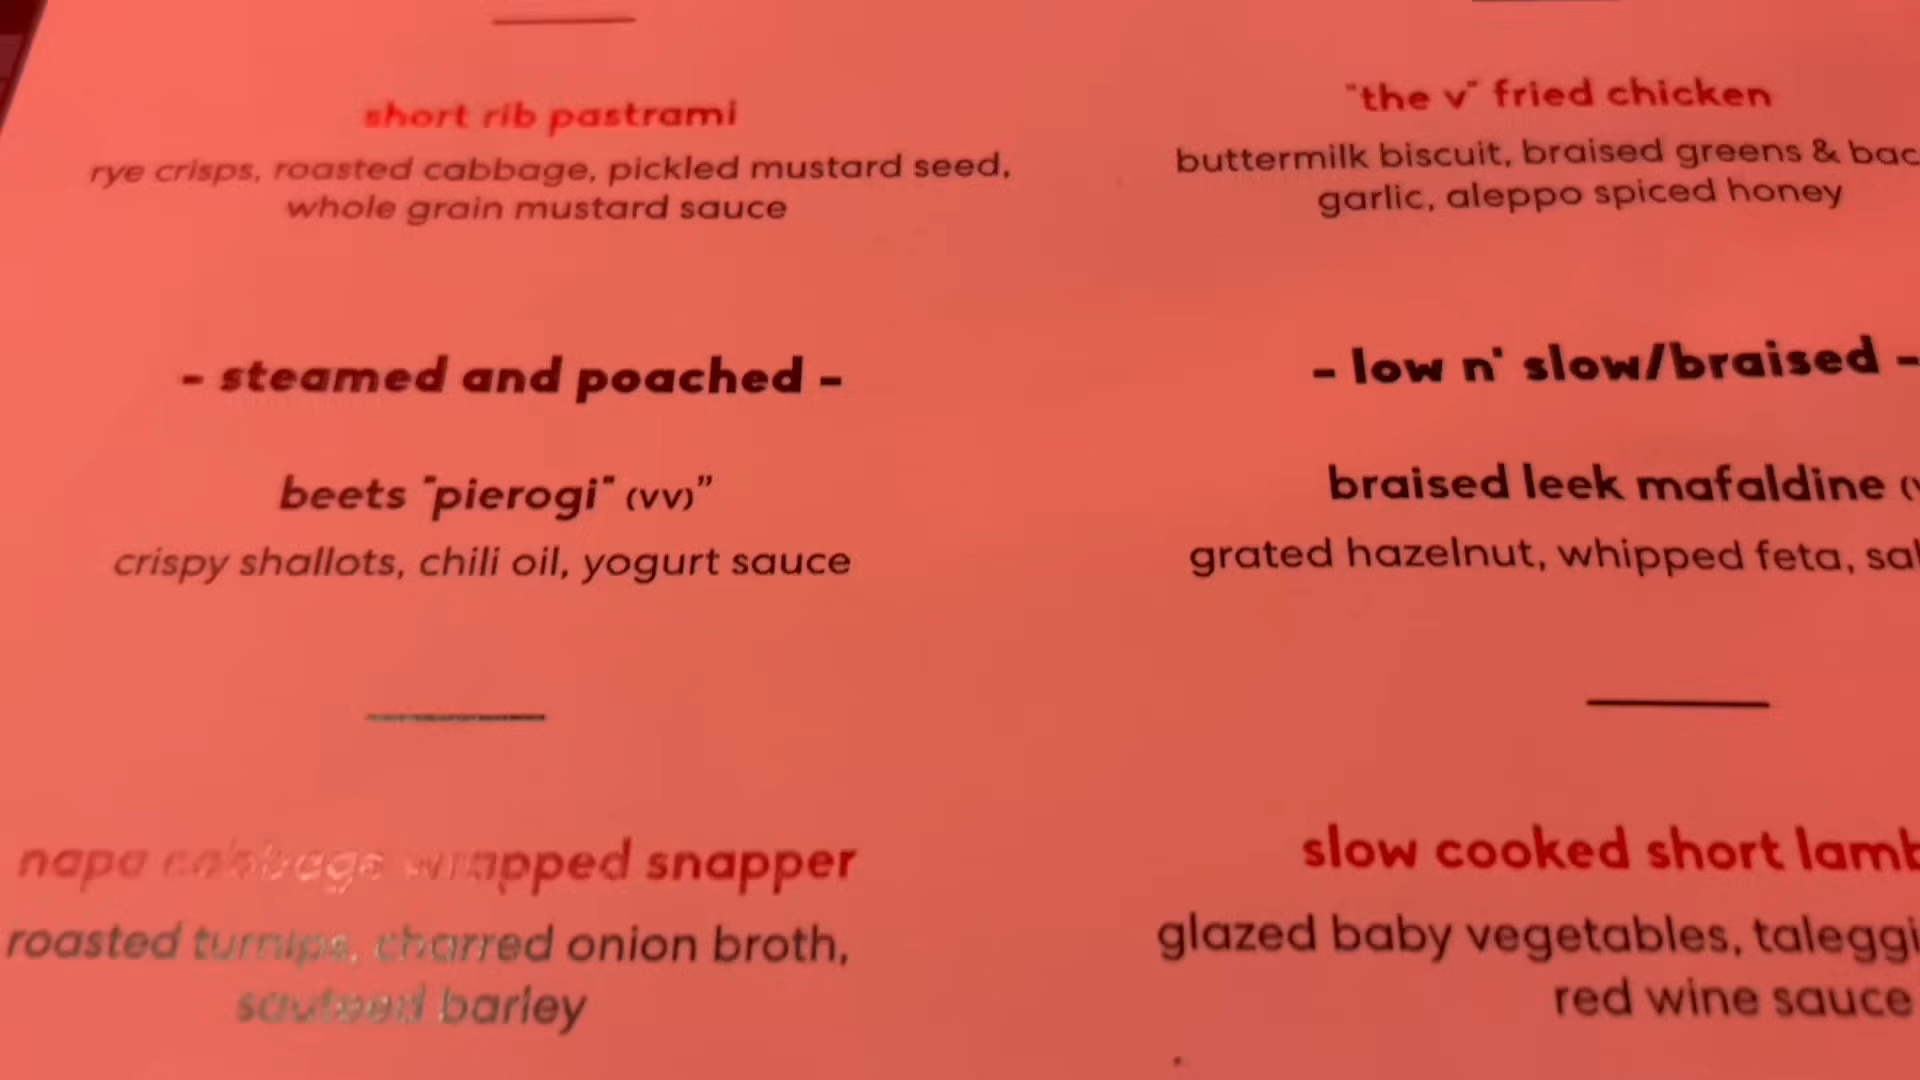 short rib pastrami
rye crisps, roasted cabbage, pickled mustard seed,
whole grain mustard sauce
- steamed and poached -
beets "pierogi" (vv)”
crispy shallots, chili oil, yogurt sauce
napa cabbage wrapped snapper
roasted turnips, charred onion broth,
sauteed barley
"the v" fried chicken
buttermilk biscuit, braised greens &
garlic, aleppo spiced honey
- low n' slow/braised -
braised leek mafaldine
grated hazelnut, whipped feta,
slow cooked short lamb
glazed baby vegetables,
red wine sauce